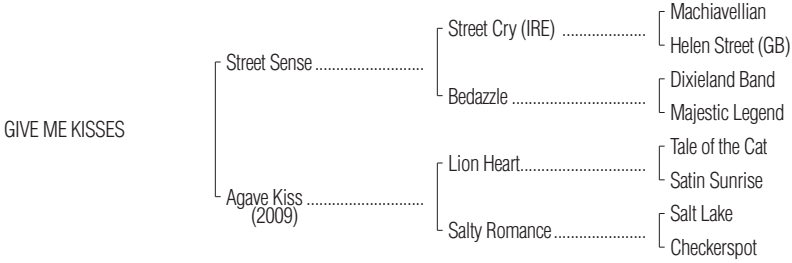 Machiavellian
Street Cry (IRE) ....................
Helen Street (GB)
Street Sense ..........................
Dixieland Band
Bedazzle ................................
Majestic Legend
GIVE ME KISSES
Tale of the Cat
Lion Heart..............................
Satin Sunrise
Agave Kiss ............................
(2009)
Salt Lake
Salty Romance ......................
Checkerspot